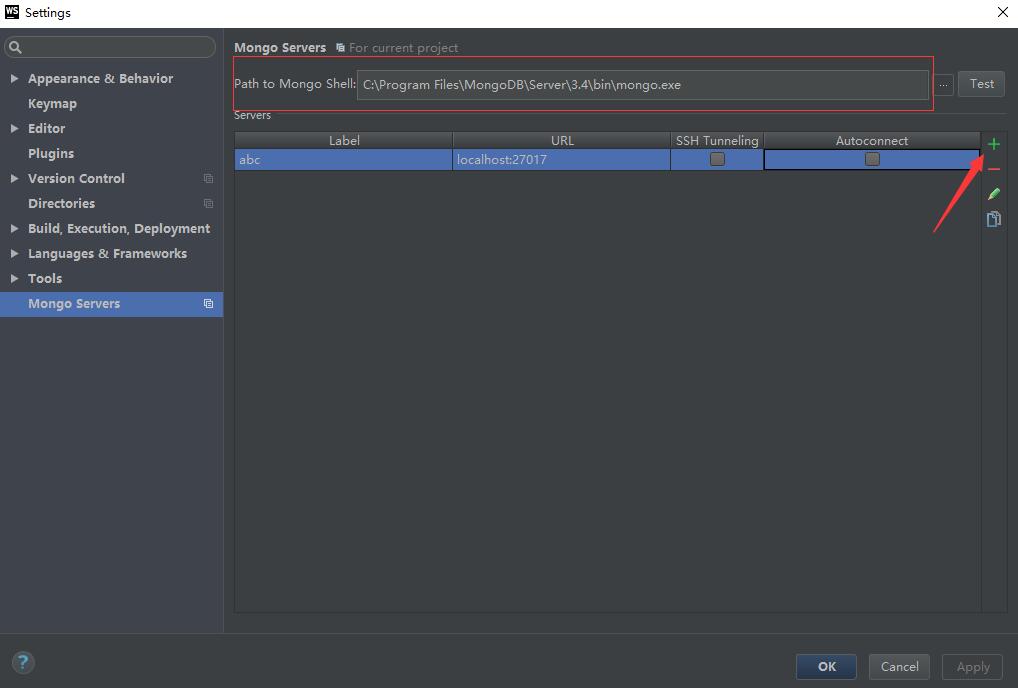 WS Settings
Mongo Servers For current project
Appearance & Behavior
Keymap
Editor
Plugins
Version Control
Directories
Build, Execution, Deployment
Languages & Frameworks
Tools
Mongo Servers
Path to Mongo Shell: C:\Program Files\MongoDB\Server\3.4\bin\mongo.exe ... Test
Servers
Label URL SSH Tunneling Autoconnect
abc localhost:27017
? OK Cancel Apply